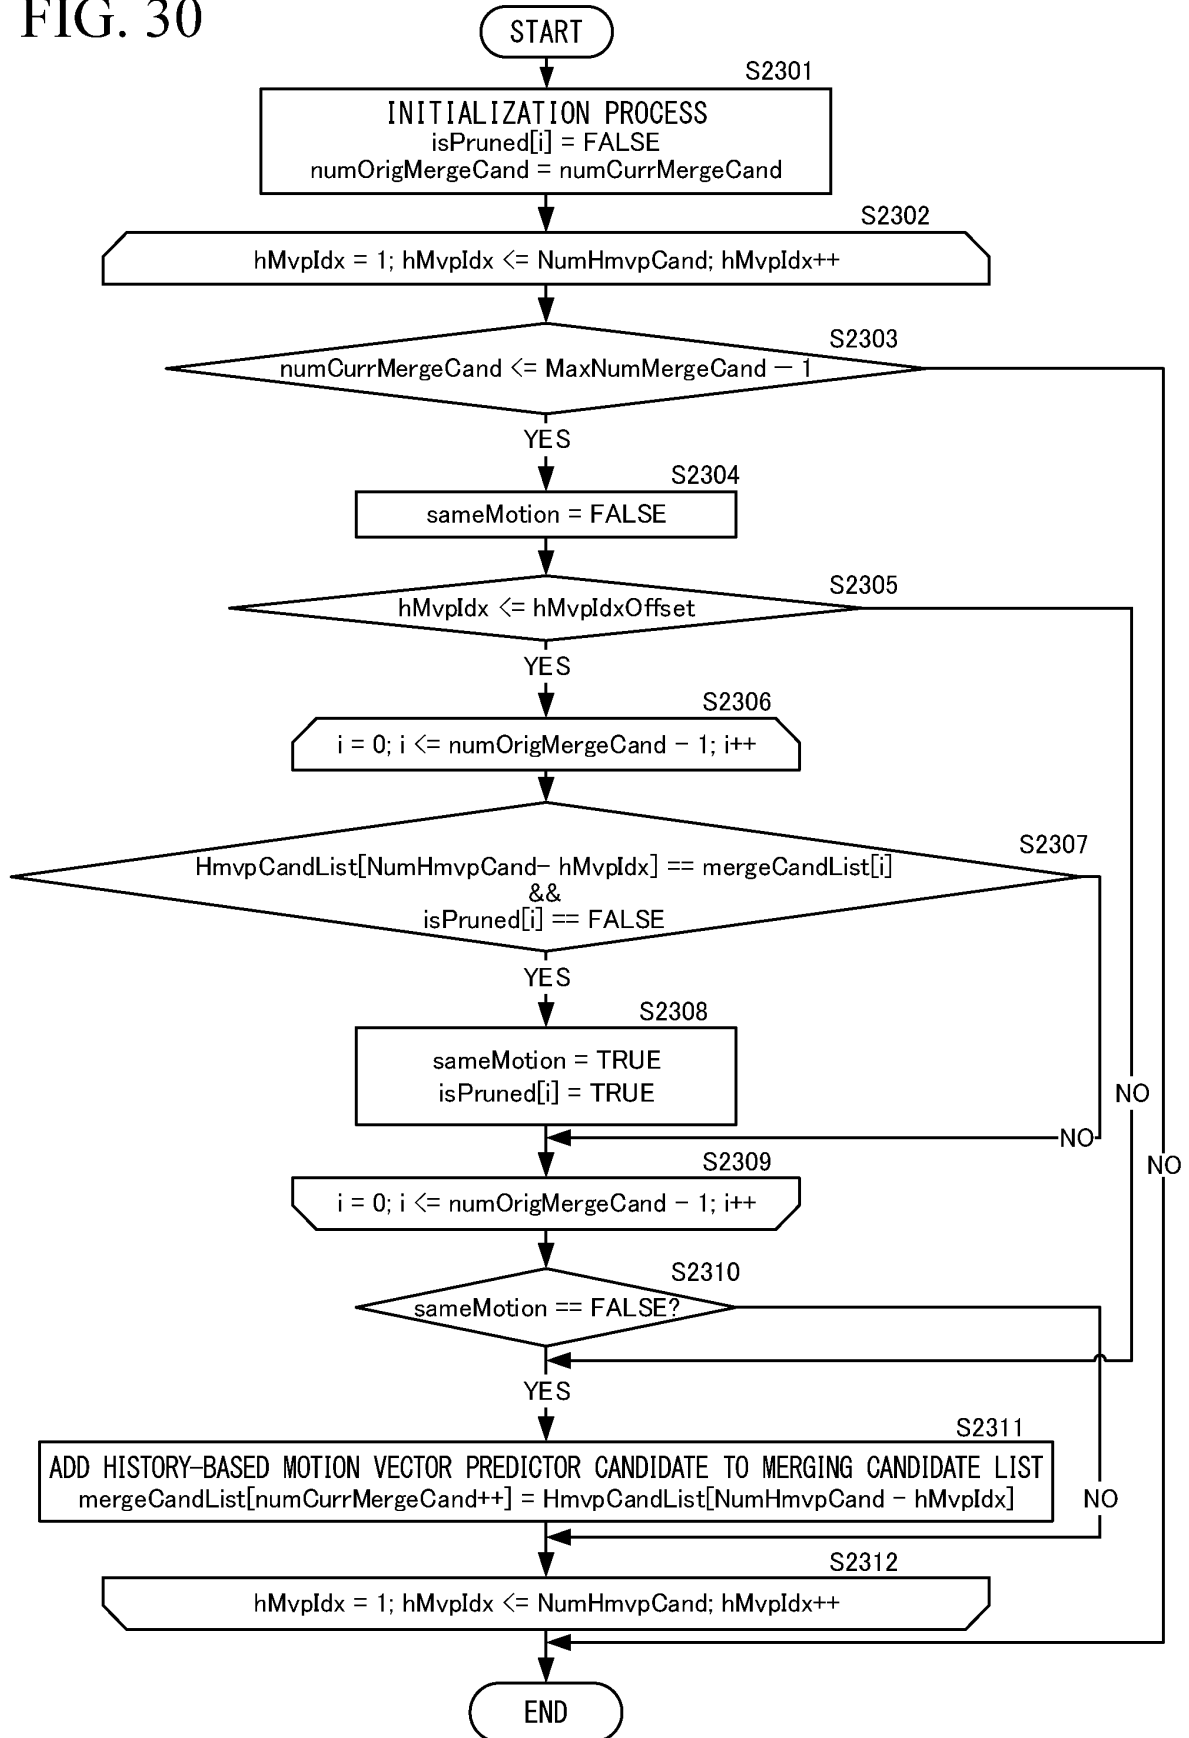 FIG. 30
START
S2301
INITIALIZATION PROCESS
isPruned[i] = FALSE
numOrigMergeCand = numCurrMergeCand
S2302
hMvpIdx = 1; hMvpIdx <= NumHmvpCand; hMvpIdx++
S2303
numCurrMergeCand <= MaxNumMergeCand − 1
YES
S2304
sameMotion = FALSE
S2305
hMvpIdx <= hMvpIdxOffset
YES
S2306
i = 0; i <= numOrigMergeCand − 1; i++
S2307
HmvpCandList[NumHmvpCand− hMvpIdx] == mergeCandList[i]
&&
isPruned[i] == FALSE
YES
S2308
sameMotion = TRUE
isPruned[i] = TRUE
NO
NO
NO
S2309
i = 0; i <= numOrigMergeCand − 1; i++
S2310
sameMotion == FALSE?
YES
S2311
ADD HISTORY−BASED MOTION VECTOR PREDICTOR CANDIDATE TO MERGING CANDIDATE LIST
mergeCandList[numCurrMergeCand++] = HmvpCandList[NumHmvpCand − hMvpIdx]
NO
S2312
hMvpIdx = 1; hMvpIdx <= NumHmvpCand; hMvpIdx++
END